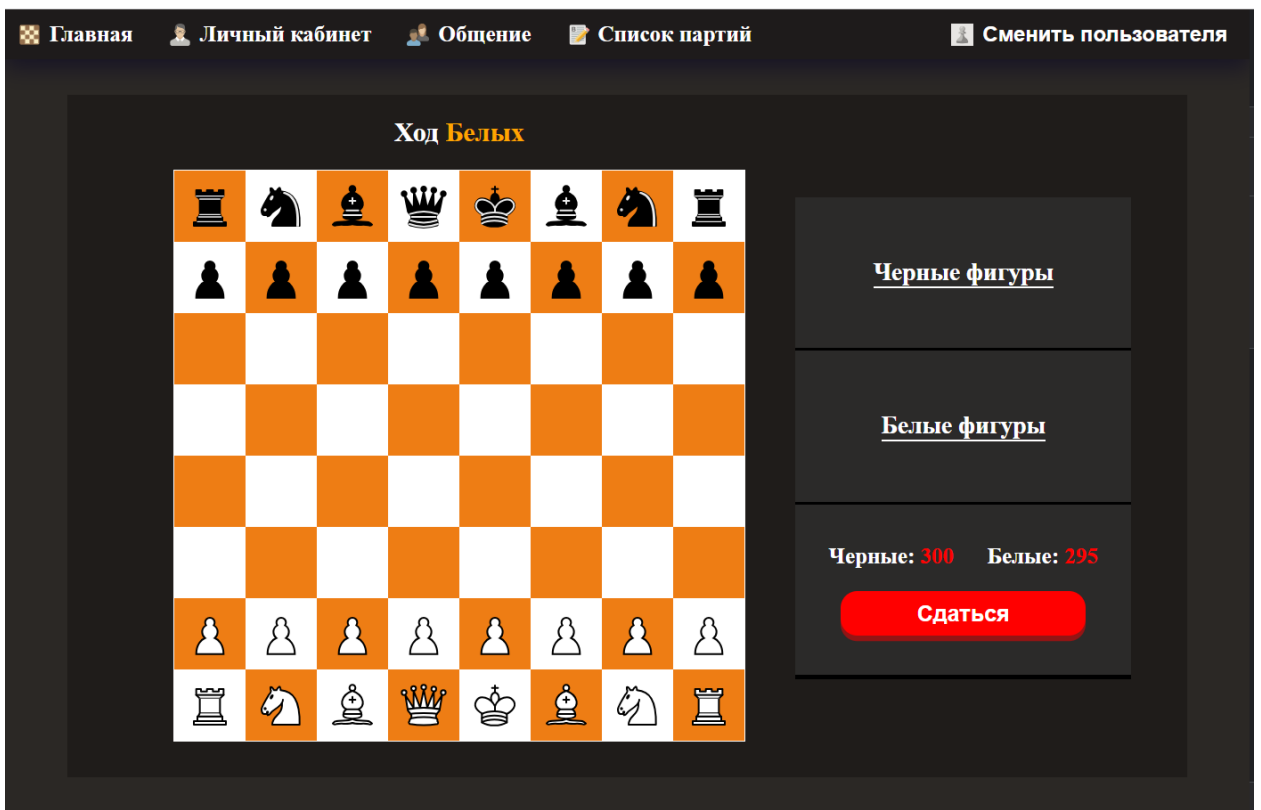 Главная Личный кабинет Общение Список партий Сменить пользователя
Ход Белых
Черные фигуры
Белые фигуры
Черные: 300 Белые: 295
Сдаться